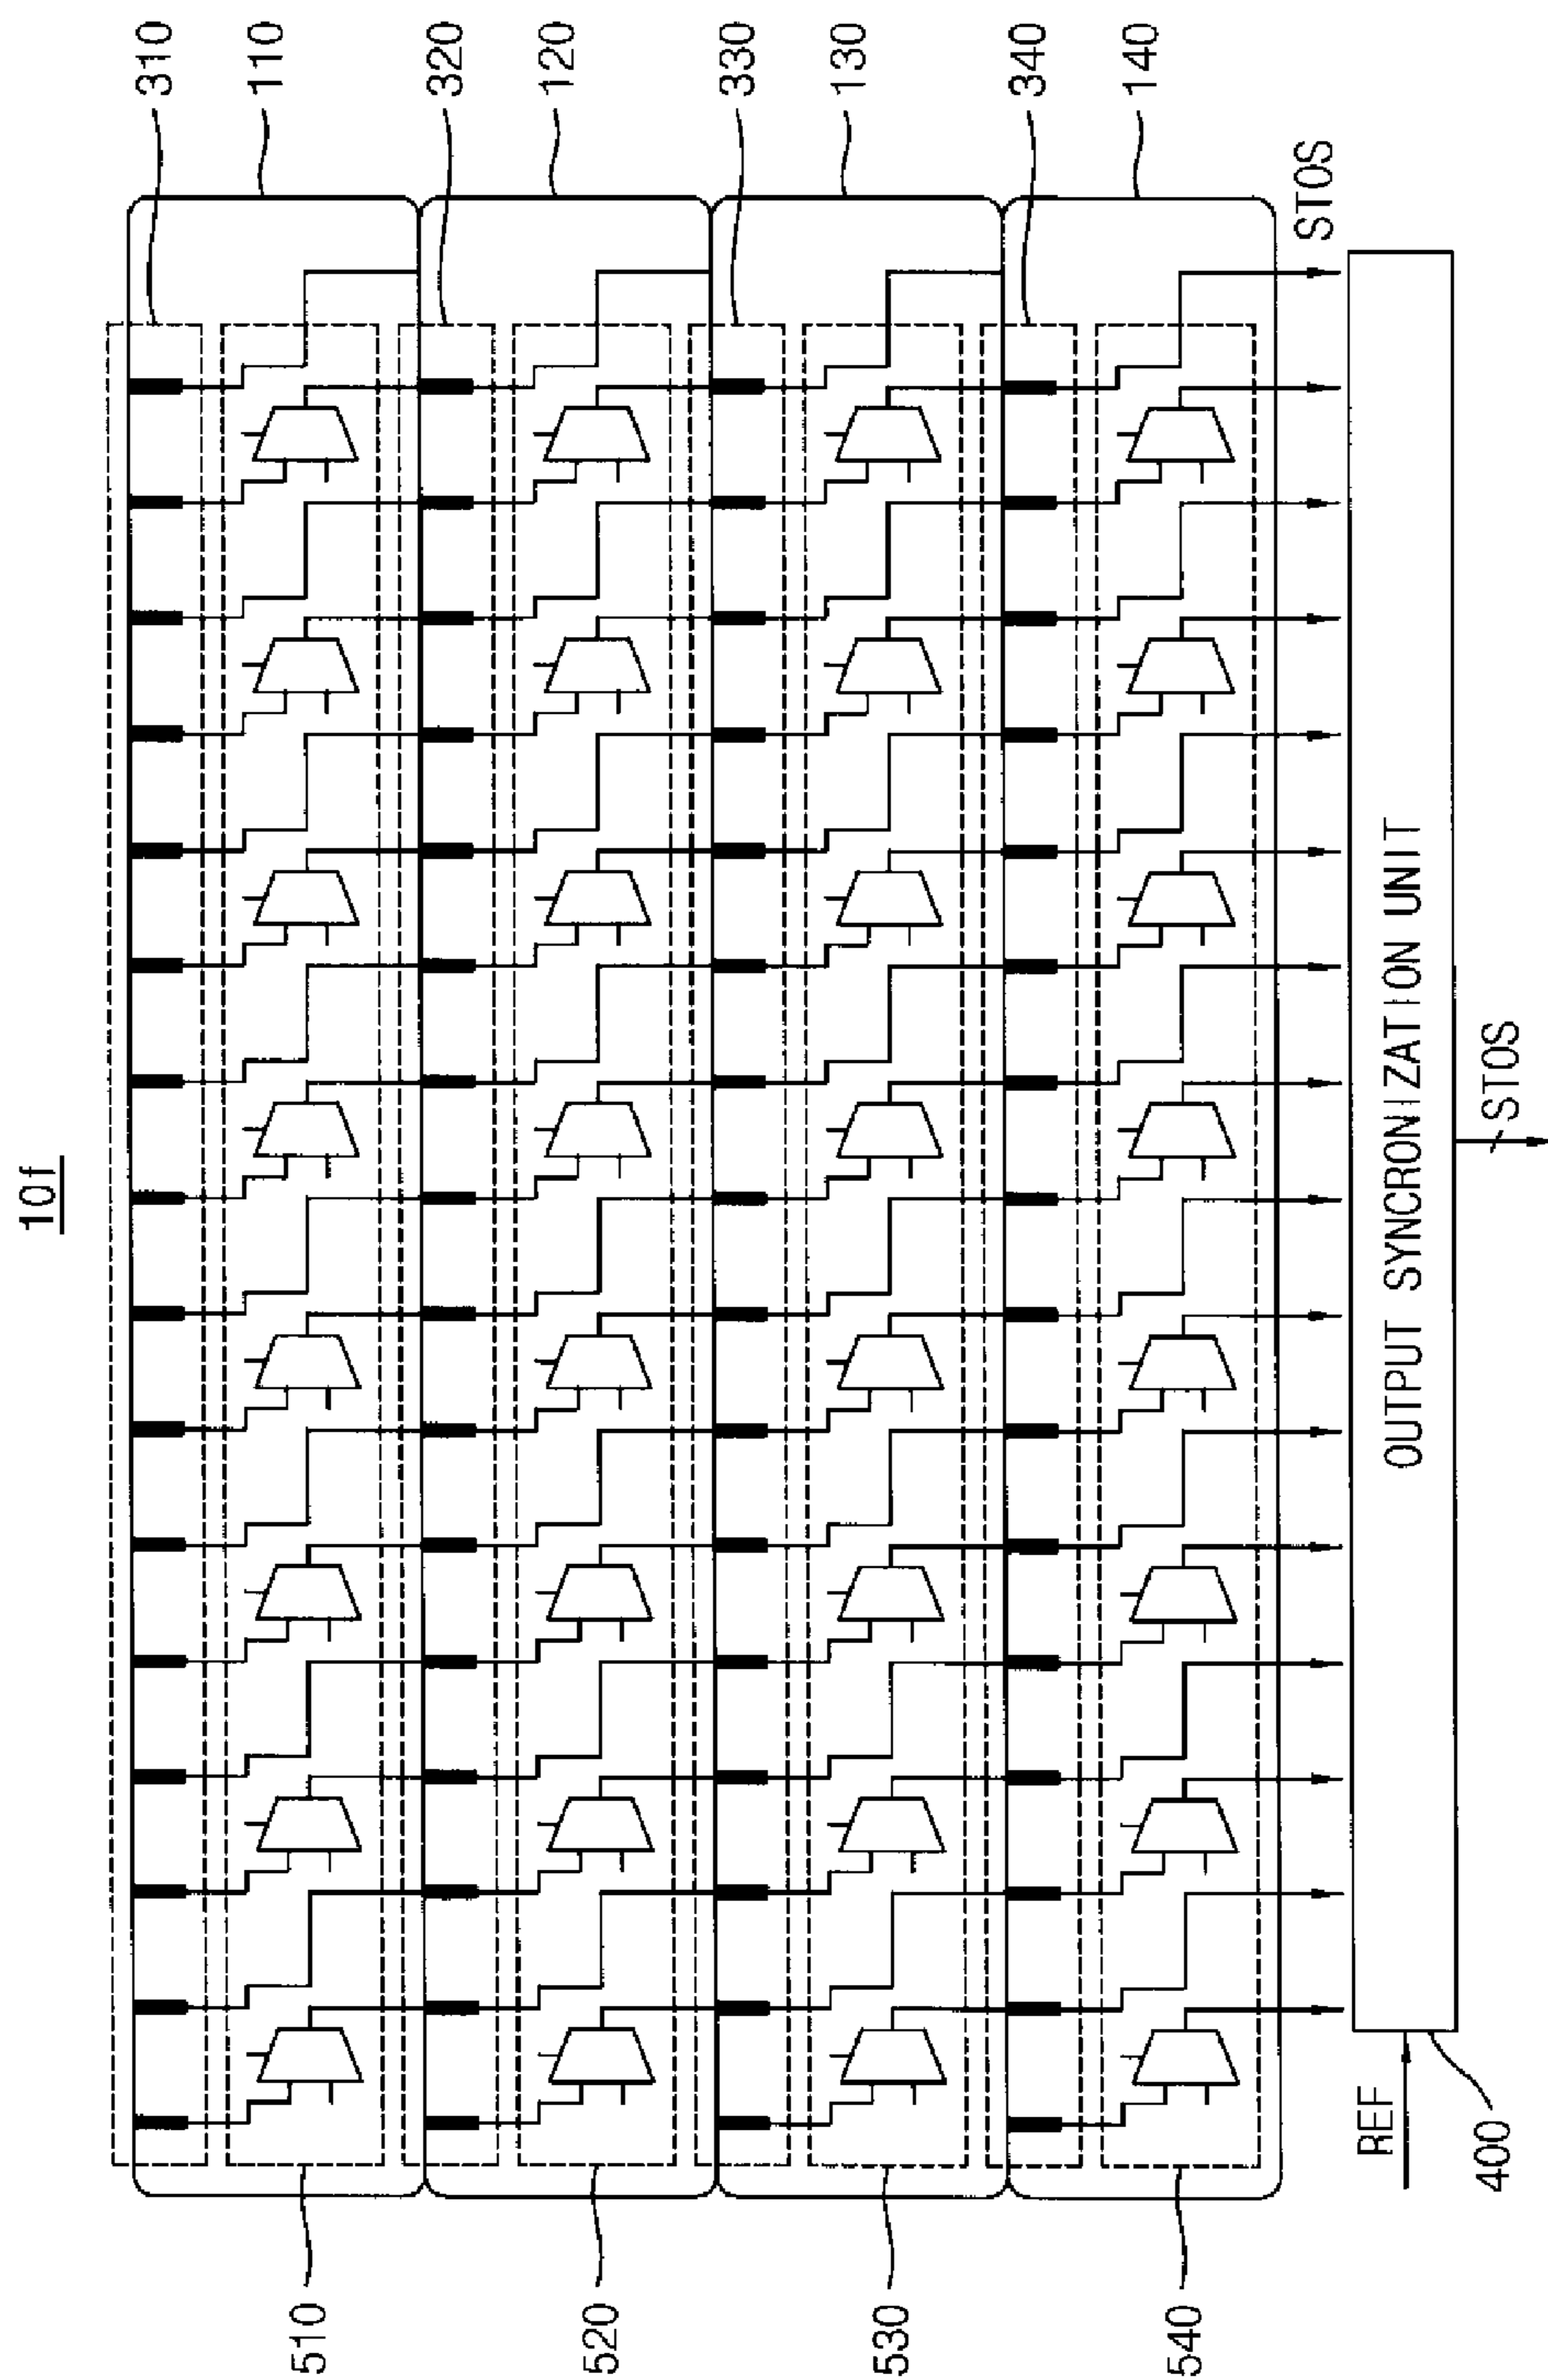 10f
310
110
320
120
330
130
340
140
510
520
530
540
STOS
OUTPUT SYNCRONIZATION UNIT
REF
400
STOS